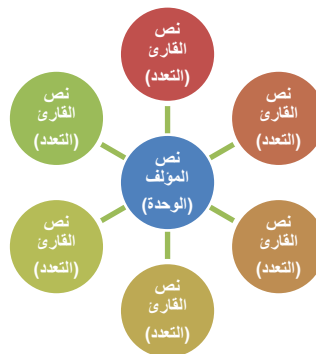 نص
القارئ
(التعدد)
نص
القارئ
(التعدد)
نص
القارئ
(التعدد)
نص
المؤلف
(الوحدة)
نص
القارئ
(التعدد)
نص
القارئ
(التعدد)
نص
القارئ
(التعدد)